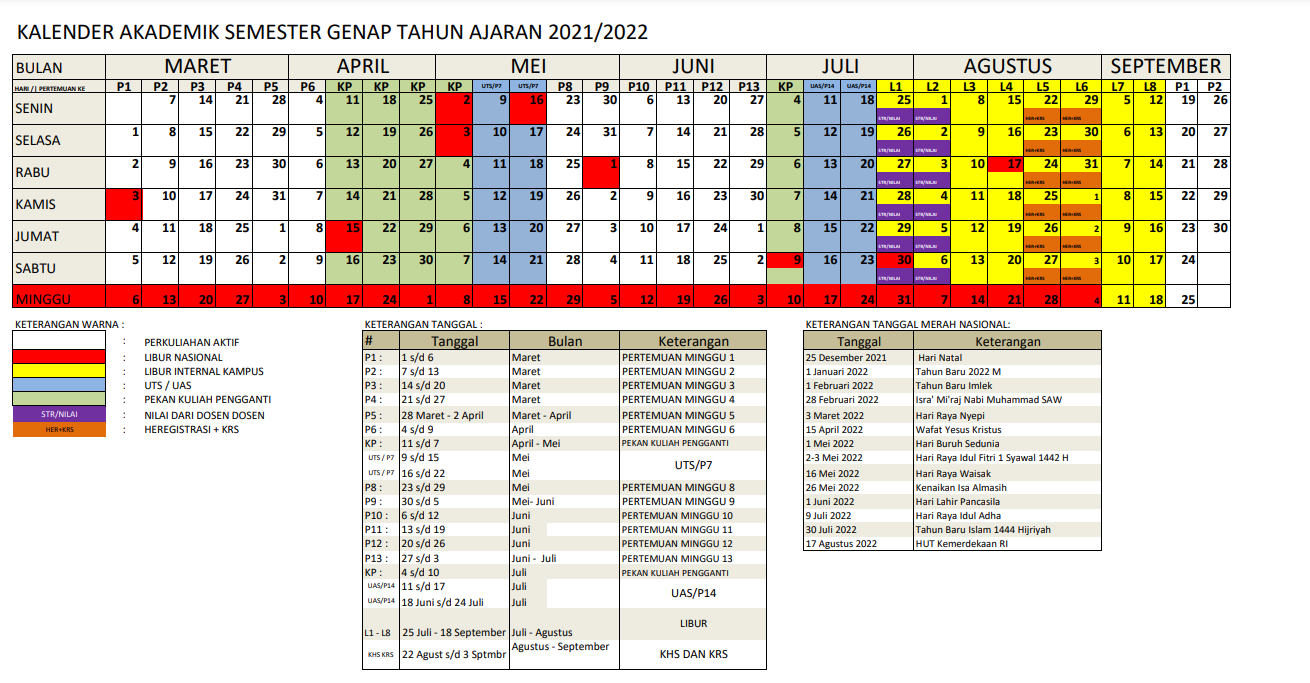 KALENDER AKADEMIK SEMESTER GENAP TAHUN AJARAN 2021/2022
BULAN MARET APRIL MEI JUNI JULI AGUSTUS SEPTEMBER
HARI // PERTEMUAN KE P1 P2 P3 P4 P5 P6 KP KP KP KP UTS/P7 UTS/P7 P8 P9 P10 P11 P12 P13 KP UAS/P14 UAS/P14 L1 L2 L3 L4 L5 L6 L7 L8 P1 P2
SENIN 7 14 21 28 4 11 18 25 2 9 16 23 30 6 13 20 27 4 11 18 25 1 8 15 22 29 5 12 19 26
STR/NILAI STR/NILAI HER+KRS HER+KRS
SELASA 1 8 15 22 29 5 12 19 26 3 10 17 24 31 7 14 21 28 5 12 19 26 2 9 16 23 30 6 13 20 27
STR/NILAI STR/NILAI HER+KRS HER+KRS
RABU 2 9 16 23 30 6 13 20 27 4 11 18 25 1 8 15 22 29 6 13 20 27 3 10 17 24 31 7 14 21 28
STR/NILAI STR/NILAI HER+KRS HER+KRS
KAMIS 3 10 17 24 31 7 14 21 28 5 12 19 26 2 9 16 23 30 7 14 21 28 4 11 18 25 1 8 15 22 29
STR/NILAI STR/NILAI HER+KRS HER+KRS
JUMAT 4 11 18 25 1 8 15 22 29 6 13 20 27 3 10 17 24 1 8 15 22 29 5 12 19 26 2 9 16 23 30
STR/NILAI STR/NILAI HER+KRS HER+KRS
SABTU 5 12 19 26 2 9 16 23 30 7 14 21 28 4 11 18 25 2 9 16 23 30 6 13 20 27 3 10 17 24
STR/NILAI STR/NILAI HER+KRS HER+KRS
MINGGU 6 13 20 27 3 10 17 24 1 8 15 22 29 5 12 19 26 3 10 17 24 31 7 14 21 28 4 11 18 25
KETERANGAN WARNA :
: PERKULIAHAN AKTIF
: LIBUR NASIONAL
: LIBUR INTERNAL KAMPUS
: UTS / UAS
: PEKAN KULIAH PENGGANTI
STR/NILAI : NILAI DARI DOSEN DOSEN
HER+KRS : HEREGISTRASI + KRS
KETERANGAN TANGGAL :
# Tanggal Bulan Keterangan
P1 : 1 s/d 6 Maret PERTEMUAN MINGGU 1
P2 : 7 s/d 13 Maret PERTEMUAN MINGGU 2
P3 : 14 s/d 20 Maret PERTEMUAN MINGGU 3
P4 : 21 s/d 27 Maret PERTEMUAN MINGGU 4
P5 : 28 Maret - 2 April Maret - April PERTEMUAN MINGGU 5
P6 : 4 s/d 9 April PERTEMUAN MINGGU 6
KP : 11 s/d 7 April - Mei PEKAN KULIAH PENGGANTI
UTS / P7 9 s/d 15 Mei
UTS/P7
UTS / P7 16 s/d 22 Mei
P8 : 23 s/d 29 Mei PERTEMUAN MINGGU 8
P9 : 30 s/d 5 Mei- Juni PERTEMUAN MINGGU 9
P10 : 6 s/d 12 Juni PERTEMUAN MINGGU 10
P11 : 13 s/d 19 Juni PERTEMUAN MINGGU 11
P12 : 20 s/d 26 Juni PERTEMUAN MINGGU 12
P13 : 27 s/d 3 Juni - Juli PERTEMUAN MINGGU 13
KP : 4 s/d 10 Juli PEKAN KULIAH PENGGANTI
UAS/P14 11 s/d 17 Juli
UAS/P14
UAS/P14 18 Juni s/d 24 Juli Juli
LIBUR
L1 - L8 25 Juli - 18 September Juli - Agustus
Agustus - September
KHS KRS 22 Agust s/d 3 Sptmbr KHS DAN KRS
KETERANGAN TANGGAL MERAH NASIONAL:
Tanggal Keterangan
25 Desember 2021 Hari Natal
1 Januari 2022 Tahun Baru 2022 M
1 Februari 2022 Tahun Baru Imlek
28 Februari 2022 Isra' Mi'raj Nabi Muhammad SAW
3 Maret 2022 Hari Raya Nyepi
15 April 2022 Wafat Yesus Kristus
1 Mei 2022 Hari Buruh Sedunia
2-3 Mei 2022 Hari Raya Idul Fitri 1 Syawal 1442 H
16 Mei 2022 Hari Raya Waisak
26 Mei 2022 Kenaikan Isa Almasih
1 Juni 2022 Hari Lahir Pancasila
9 Juli 2022 Hari Raya Idul Adha
30 Juli 2022 Tahun Baru Islam 1444 Hijriyah
17 Agustus 2022 HUT Kemerdekaan RI